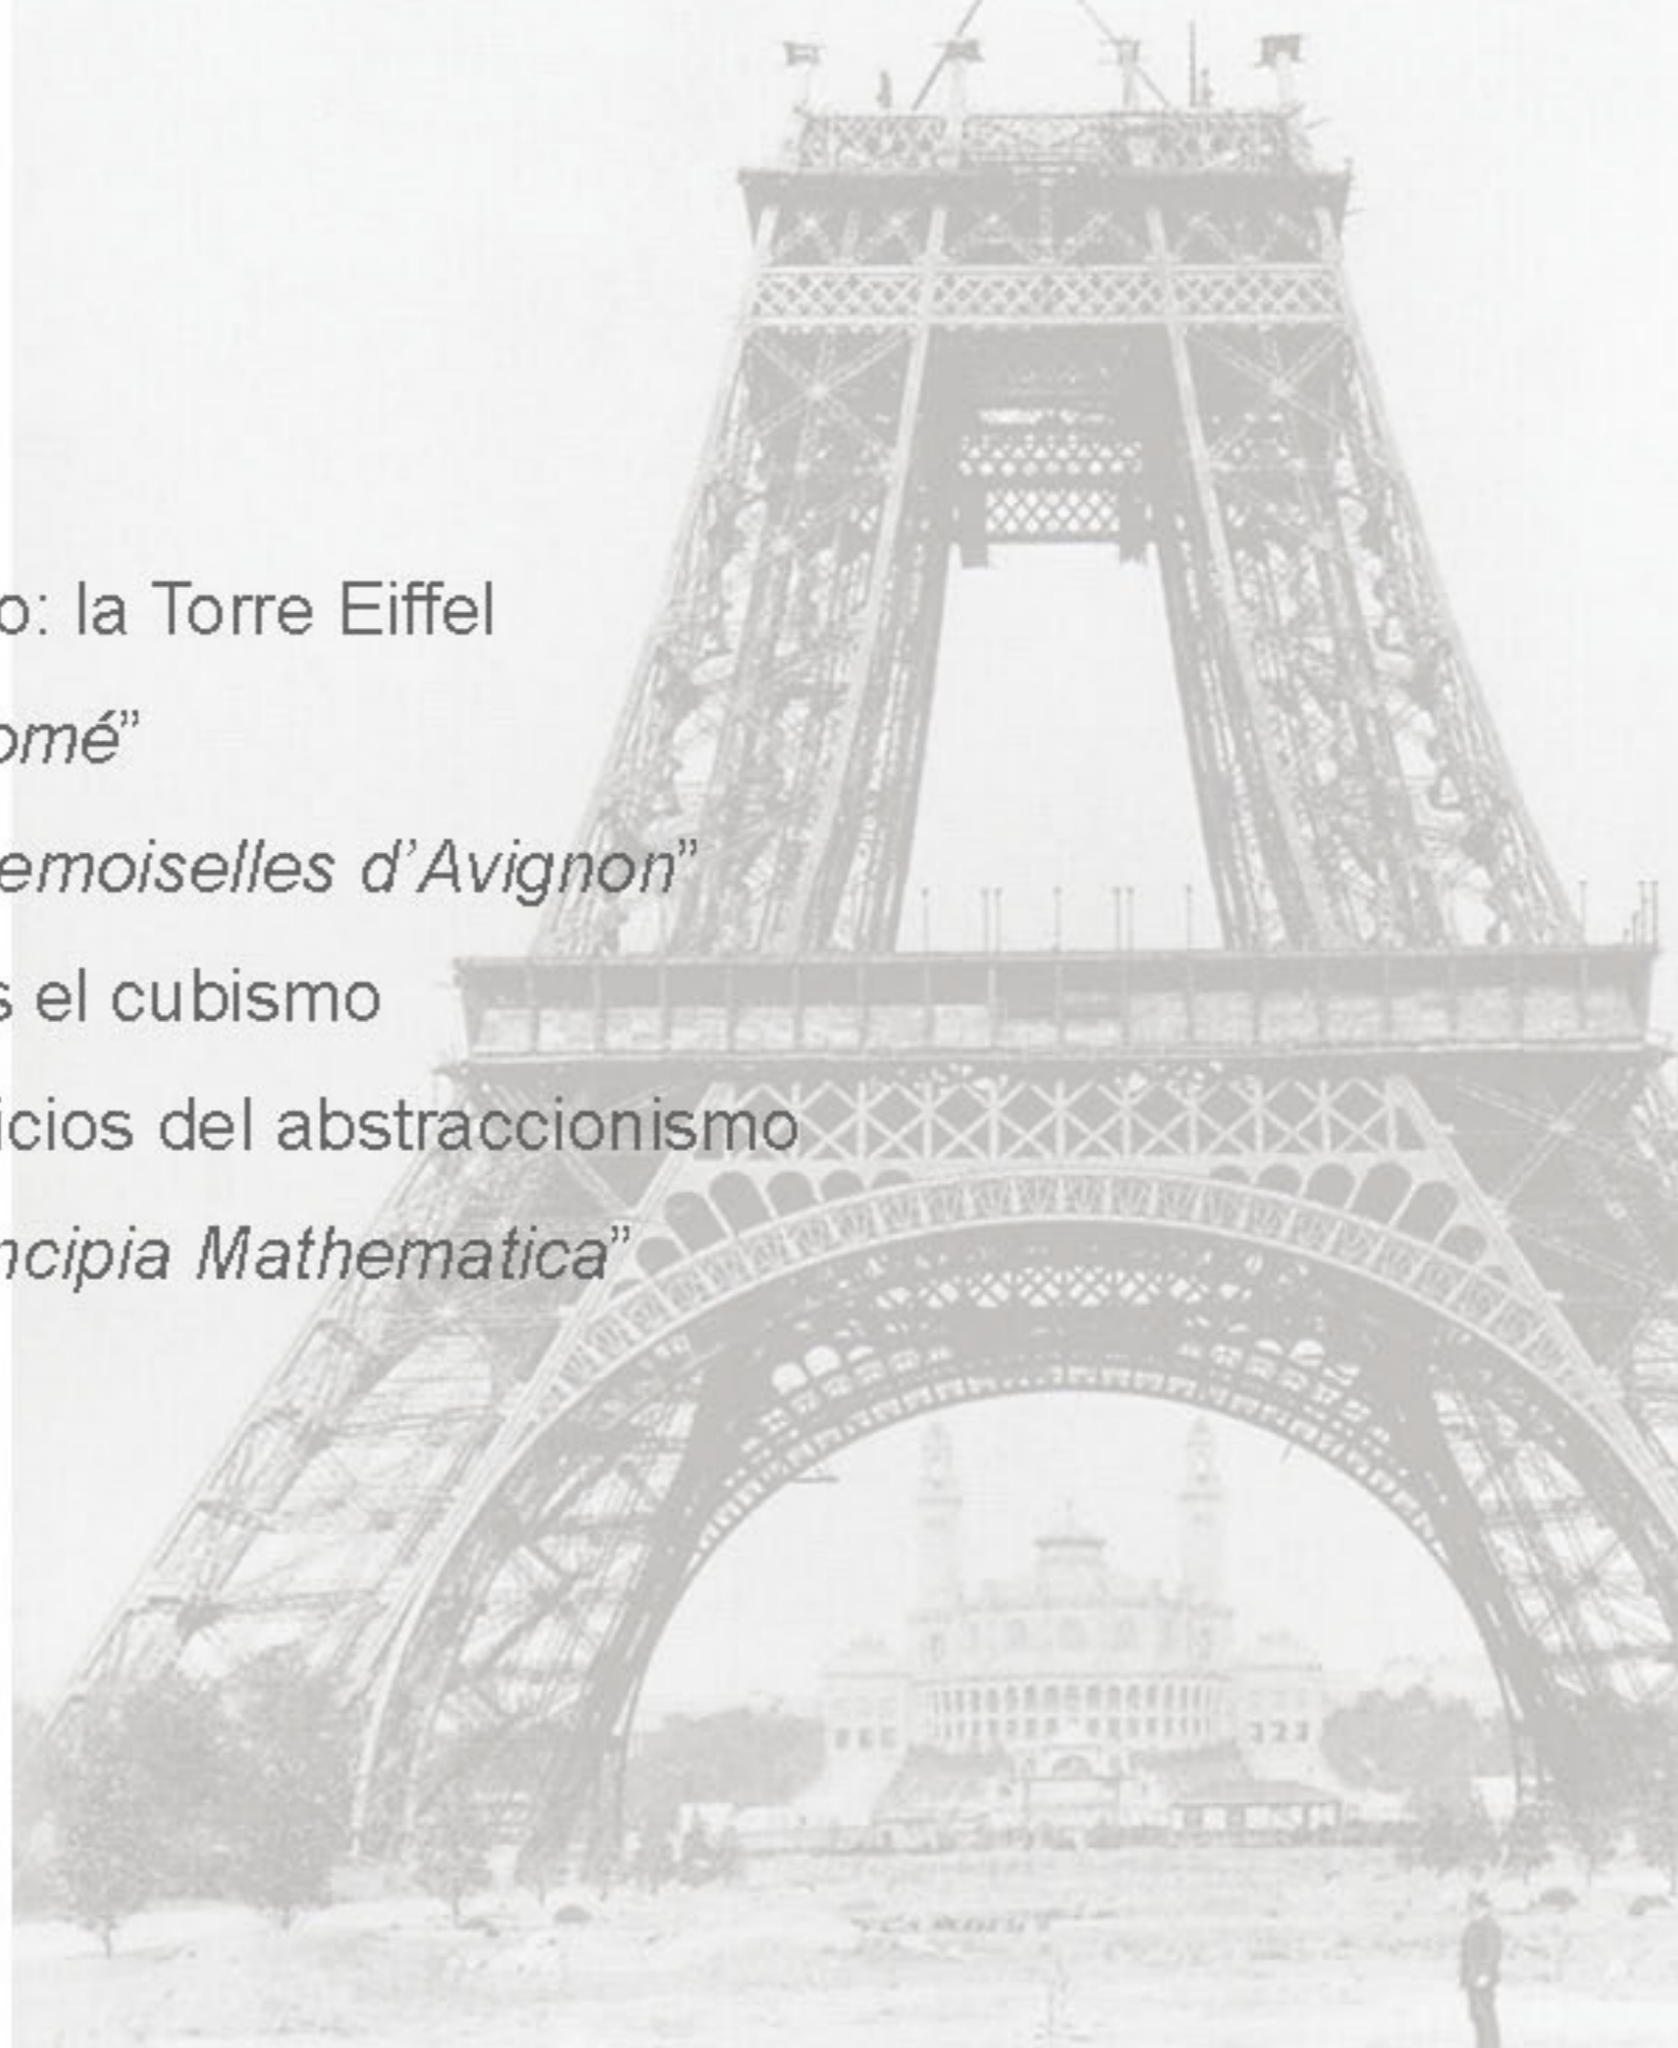 o: la Torre Eiffel
omé”
emoiselles d’Avignon”
s el cubismo
icios del abstraccionismo
ncipia Mathematica”